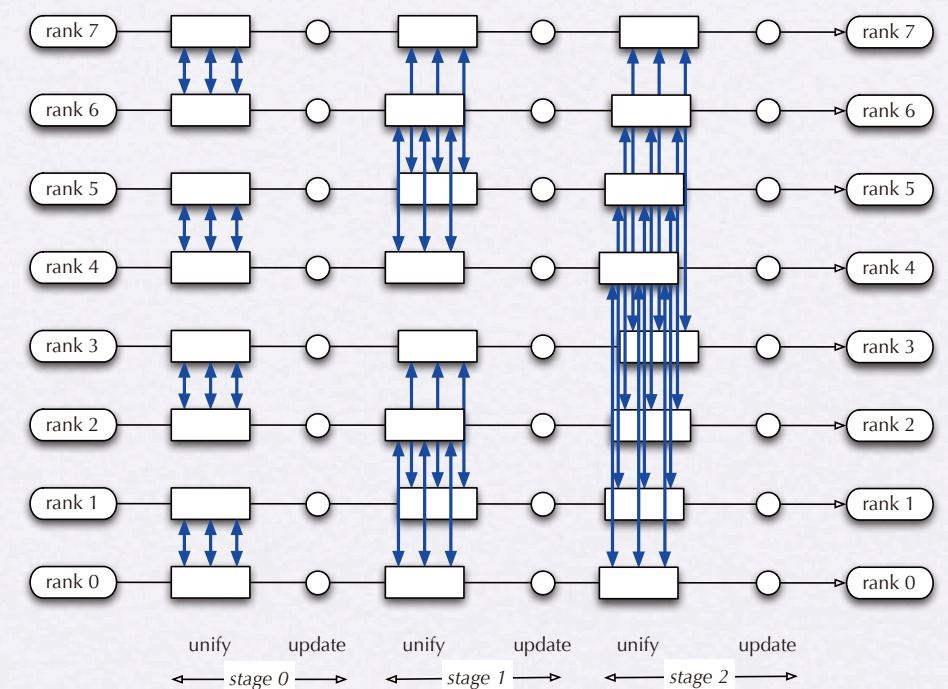 rank 7 rank 7
rank 6 rank 6
rank 5 rank 5
rank 4 rank 4
rank 3 rank 3
rank 2 rank 2
rank 1 rank 1
rank 0 rank 0
unify update unify update unify update
stage 0 stage 1 stage 2